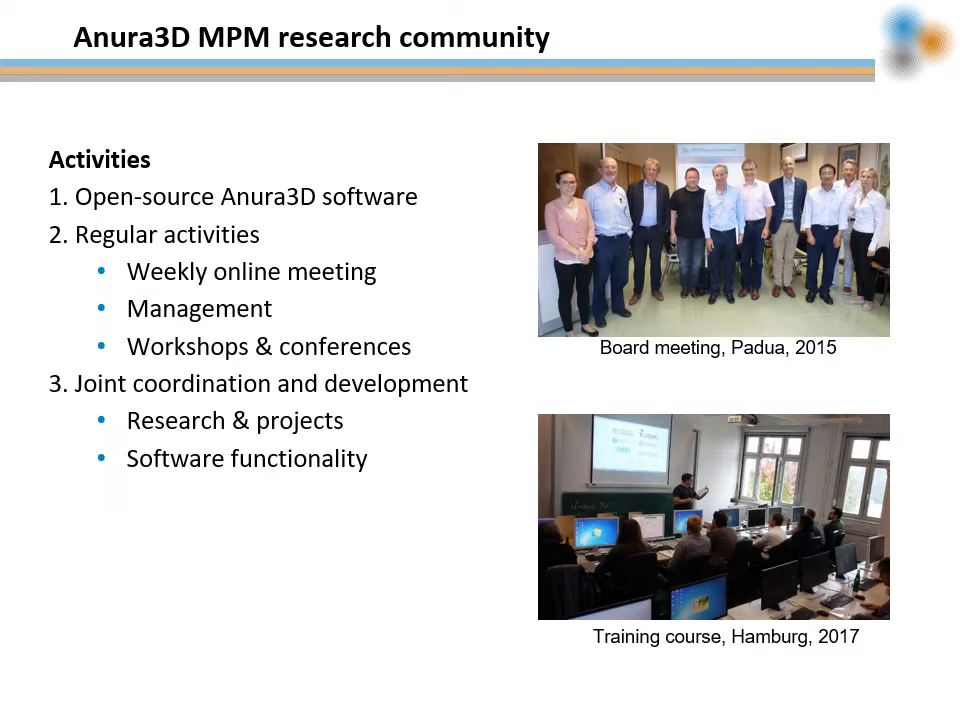 Anura3D MPM research community
Activities
1. Open-source Anura3D software
2. Regular activities
• Weekly online meeting
• Management
• Workshops & conferences
3. Joint coordination and development
• Research & projects
• Software functionality
Board meeting, Padua, 2015
Training course, Hamburg, 2017